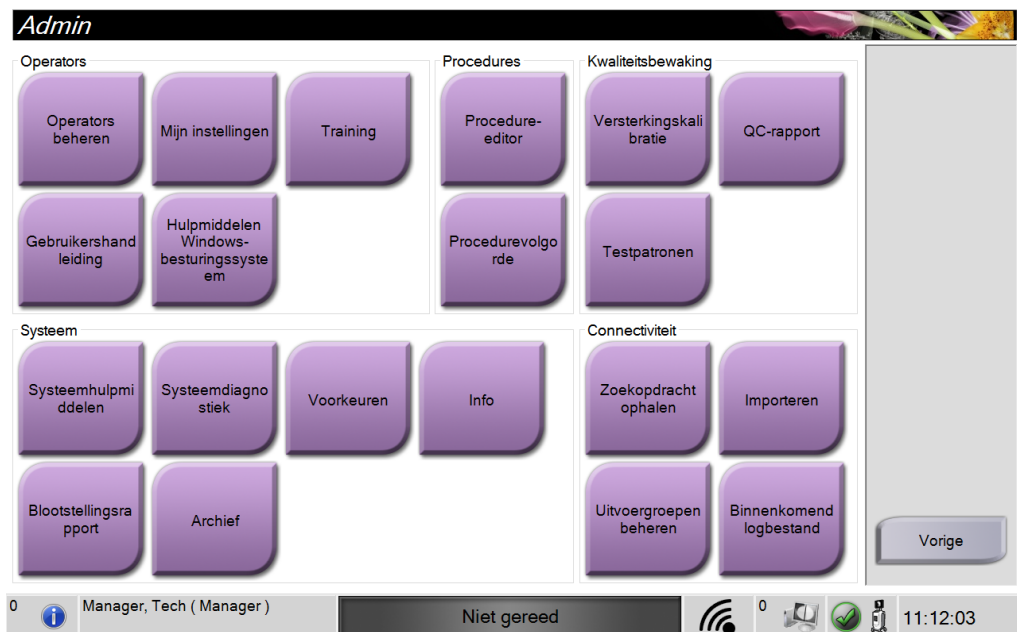 Admin
Operators
Operators
beheren
Mijn instellingen
Training
Gebruikershand
leiding
Hulpmiddelen
Windows-
besturingssyste
em
Procedures
Procedure-
editor
Procedurevolgo
rde
Kwaliteitsbewaking
Versterkingskali
bratie
QC-rapport
Testpatronen
Systeem
Systeemhulpmi
ddelen
Systeemdiagno
stiek
Voorkeuren
Info
Blootstellingsra
pport
Archief
Connectiviteit
Zoekopdracht
ophalen
Importeren
Uitvoergroepen
beheren
Binnenkomend
logbestand
Vorige
0
Manager, Tech ( Manager )
Niet gereed
0
11:12:03